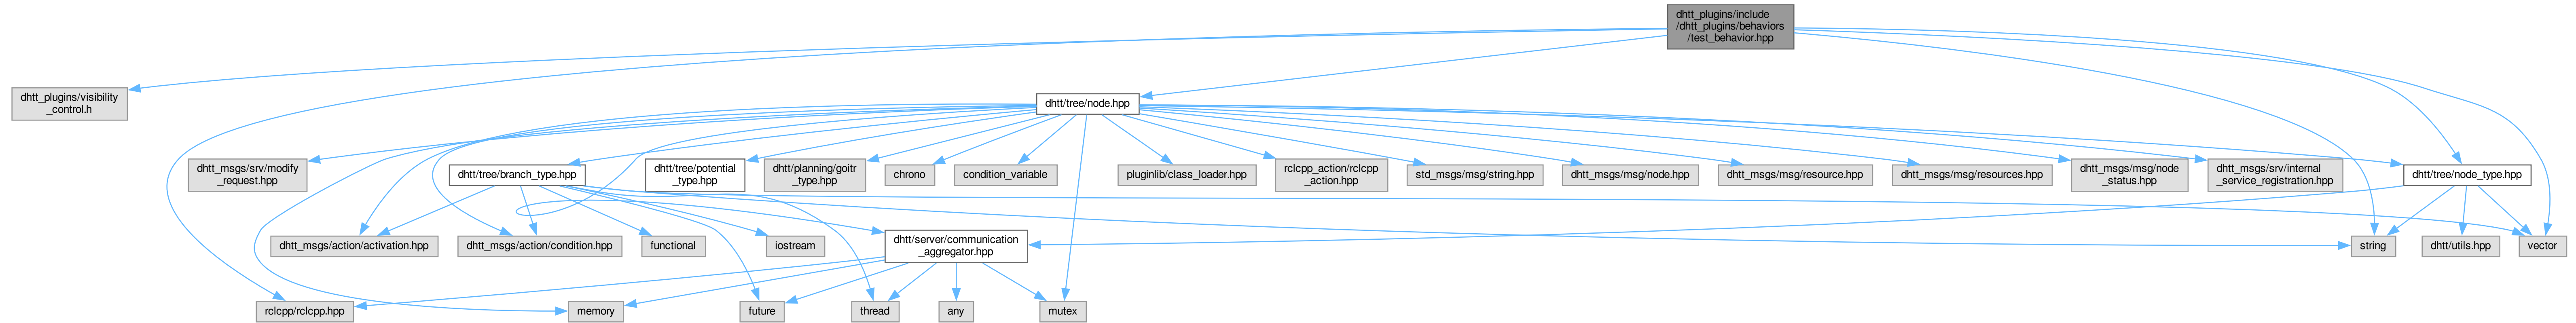 dhtt_plugins/include
/dhtt_plugins/behaviors
/test_behavior.hpp
dhtt_plugins/visibility
_control.h
dhtt/tree/node.hpp
dhtt_msgs/srv/modify
_request.hpp
dhtt/tree/branch_type.hpp
dhtt/tree/potential
_type.hpp
dhtt/planning/goitr
_type.hpp
chrono
condition_variable
pluginlib/class_loader.hpp
rclcpp_action/rclcpp
_action.hpp
std_msgs/msg/string.hpp
dhtt_msgs/msg/node.hpp
dhtt_msgs/msg/resource.hpp
dhtt_msgs/msg/resources.hpp
dhtt_msgs/msg/node
_status.hpp
dhtt_msgs/srv/internal
_service_registration.hpp
dhtt/tree/node_type.hpp
dhtt_msgs/action/activation.hpp
dhtt_msgs/action/condition.hpp
functional
iostream
dhtt/server/communication
_aggregator.hpp
string
dhtt/utils.hpp
vector
rclcpp/rclcpp.hpp
memory
future
thread
any
mutex